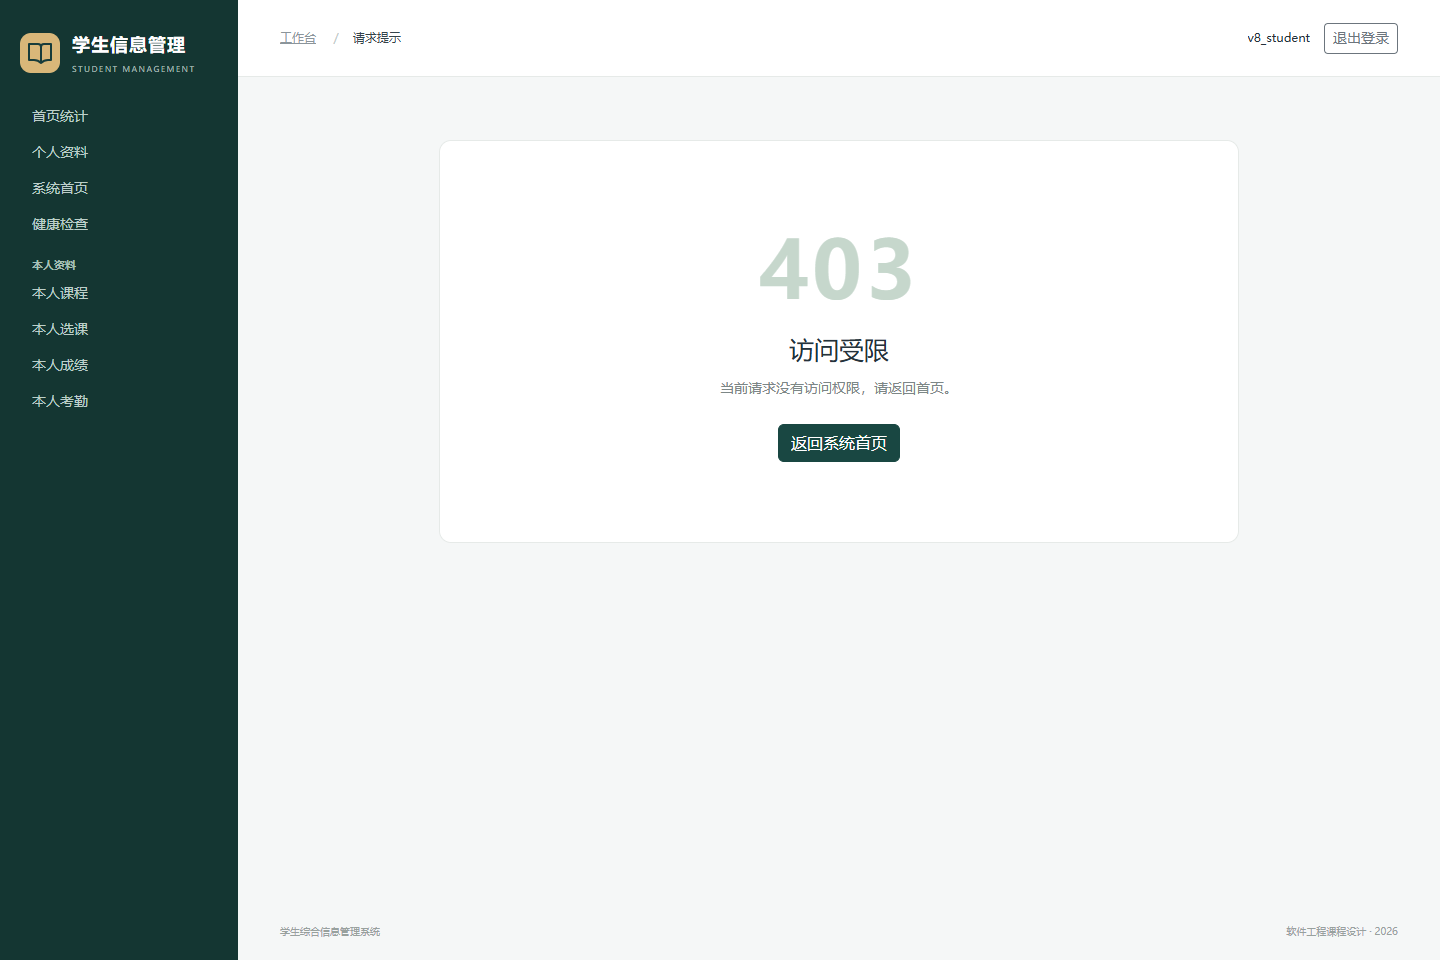 学生信息管理
STUDENT MANAGEMENT
首页统计
个人资料
系统首页
健康检查
本人资料
本人课程
本人选课
本人成绩
本人考勤
工作台 / 请求提示
v8_student 退出登录
403
访问受限
当前请求没有访问权限，请返回首页。
返回系统首页
学生综合信息管理系统
软件工程课程设计 · 2026